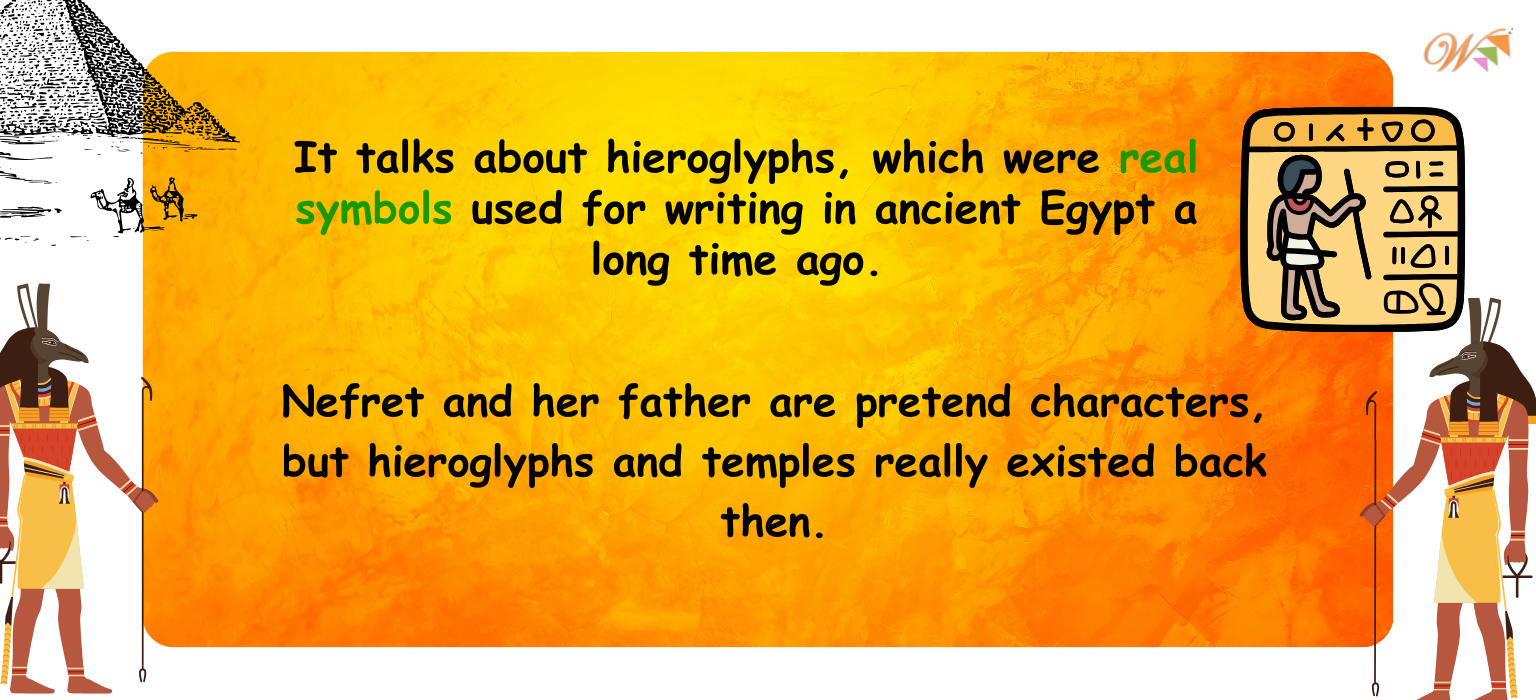 It talks about hieroglyphs, which were real
symbols used for writing in ancient Egypt a
long time ago.
Nefret and her father are pretend characters,
but hieroglyphs and temples really existed back
then.